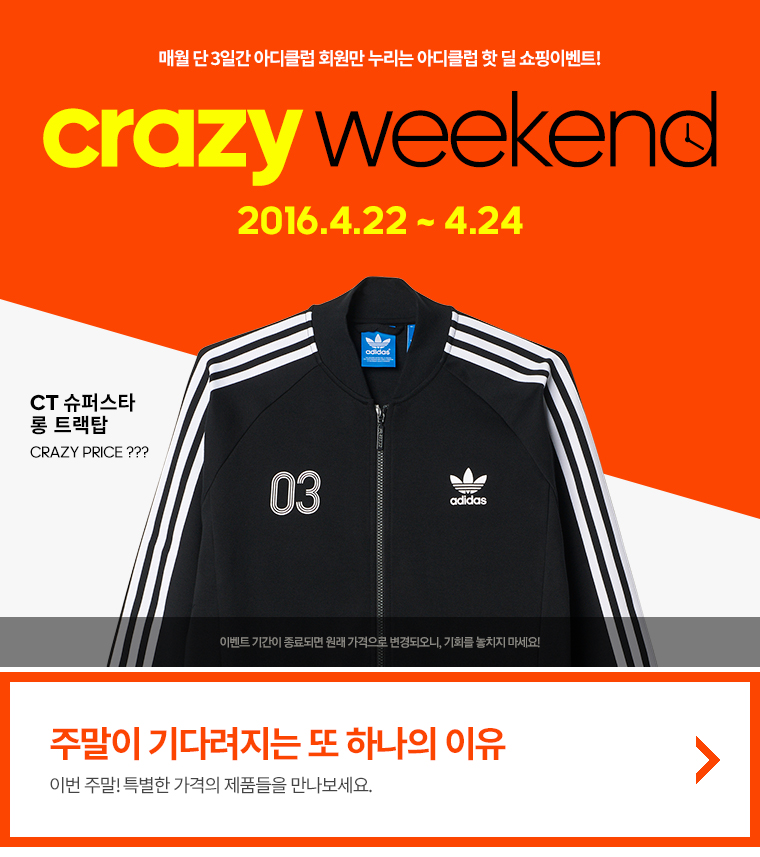 매월 단 3일간 아디클럽 회원만 누리는 아디클럽 핫 딜 쇼핑이벤트!
crazy weekend
2016.4.22 ~ 4.24
adidas
CT 슈퍼스타
롱 트랙탑
CRAZY PRICE ???
03
adidas
이벤트 기간이 종료되면 원래 가격으로 변경되오니, 기회를 놓치지 마세요!
주말이 기다려지는 또 하나의 이유
이번 주말! 특별한 가격의 제품들을 만나보세요.